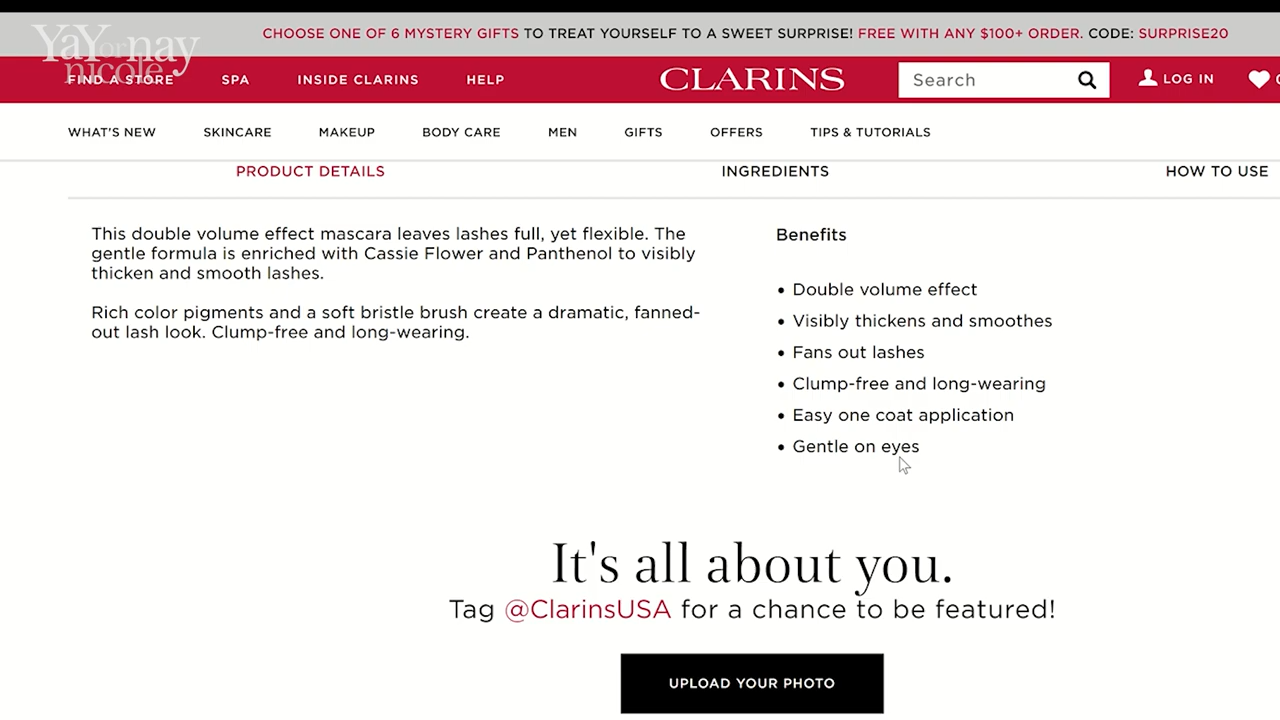 YaY or nay
nicole
CHOOSE ONE OF 6 MYSTERY GIFTS TO TREAT YOURSELF TO A SWEET SURPRISE! FREE WITH ANY $100+ ORDER. CODE: SURPRISE20
FIND A STORE SPA INSIDE CLARINS HELP CLARINS Search LOG IN 0
WHAT'S NEW SKINCARE MAKEUP BODY CARE MEN GIFTS OFFERS TIPS & TUTORIALS
PRODUCT DETAILS INGREDIENTS HOW TO USE
This double volume effect mascara leaves lashes full, yet flexible. The
gentle formula is enriched with Cassie Flower and Panthenol to visibly
thicken and smooth lashes.
Rich color pigments and a soft bristle brush create a dramatic, fanned-
out lash look. Clump-free and long-wearing.
Benefits
• Double volume effect
• Visibly thickens and smoothes
• Fans out lashes
• Clump-free and long-wearing
• Easy one coat application
• Gentle on eyes
It's all about you.
Tag @ClarinsUSA for a chance to be featured!
UPLOAD YOUR PHOTO